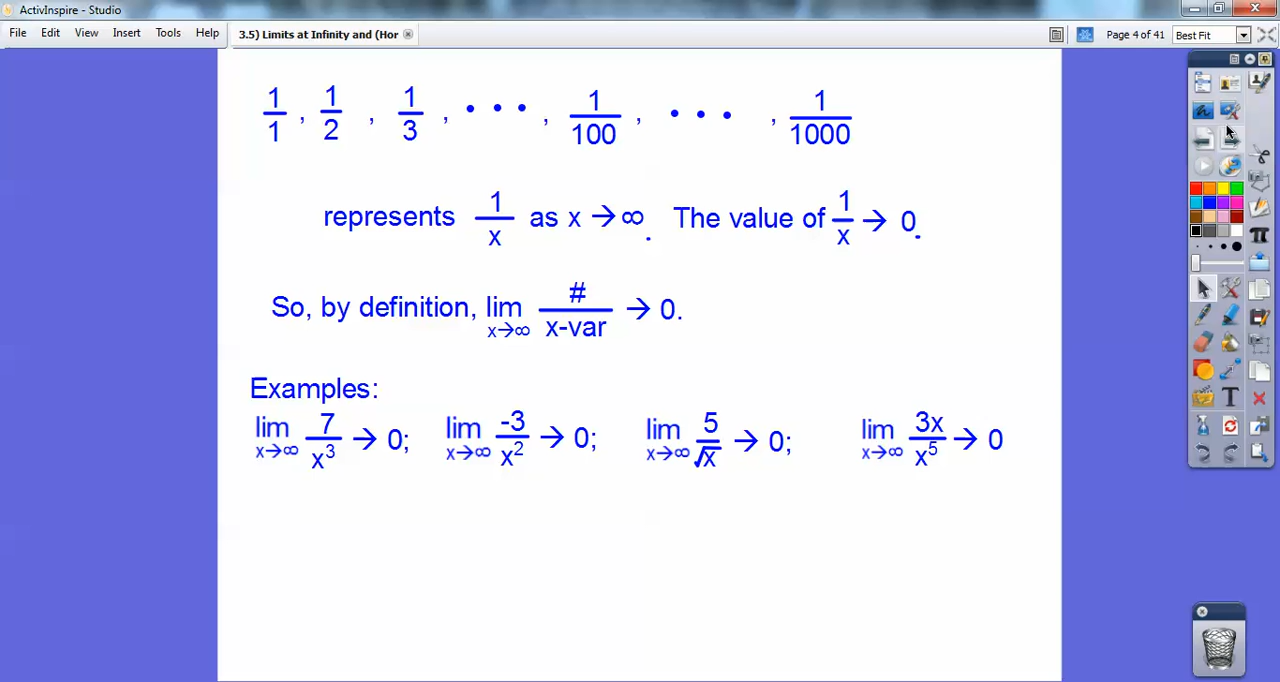 ActivInspire - Studio
File Edit View Insert Tools Help 3.5) Limits at Infinity and (Hor Page 4 of 41 Best Fit
1/1 , 1/2 , 1/3 , • • • , 1/100 , • • • , 1/1000
represents 1/x as x → ∞. The value of 1/x → 0.
So, by definition, lim x→∞ #/x-var → 0.
Examples:
lim x→∞ 7/x³ → 0; lim x→∞ -3/x² → 0; lim x→∞ 5/√x → 0; lim x→∞ 3x/x⁵ → 0